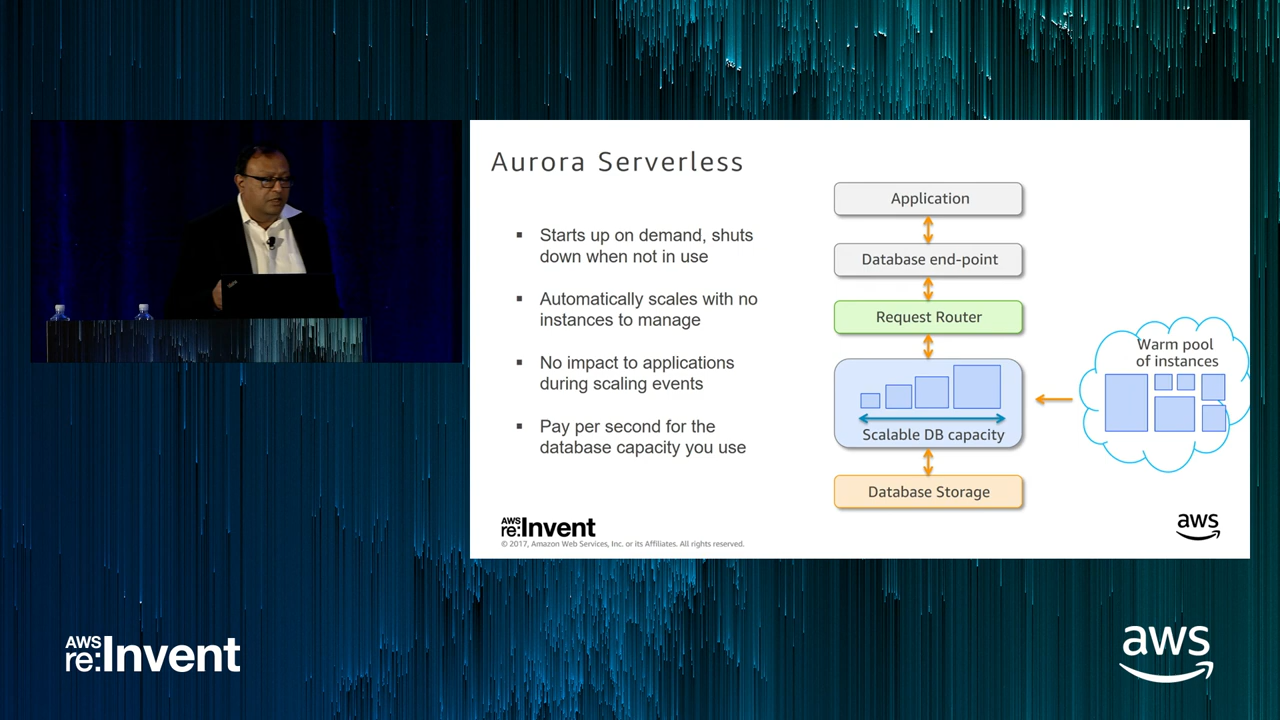 Aurora Serverless
▪ Starts up on demand, shuts
down when not in use
▪ Automatically scales with no
instances to manage
▪ No impact to applications
during scaling events
▪ Pay per second for the
database capacity you use
Application
Database end-point
Request Router
Scalable DB capacity
Database Storage
Warm pool
of instances
AWS
re:Invent
© 2017, Amazon Web Services, Inc. or its Affiliates. All rights reserved.
aws
AWS
re:Invent
aws